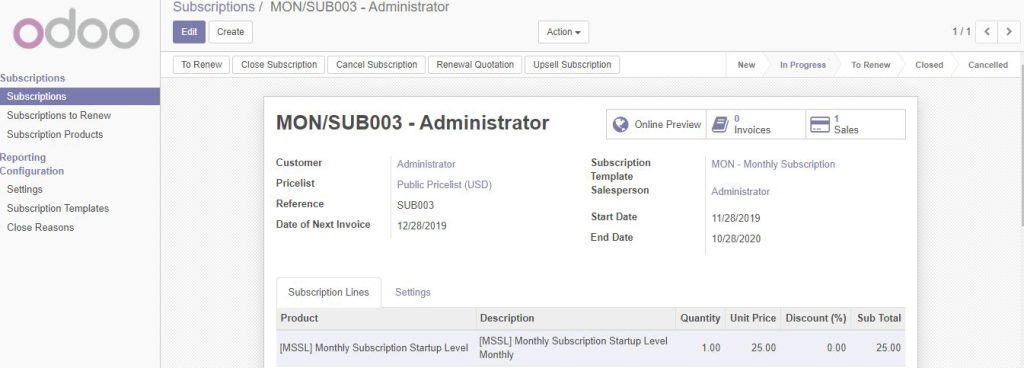 odoo
Subscriptions / MON/SUB003 - Administrator
Edit Create Action 1 / 1
To Renew Close Subscription Cancel Subscription Renewal Quotation Upsell Subscription New In Progress To Renew Closed Cancelled
Subscriptions
Subscriptions
Subscriptions to Renew
Subscription Products
Reporting
Configuration
Settings
Subscription Templates
Close Reasons
MON/SUB003 - Administrator
Online Preview
0
Invoices
1
Sales
Customer Administrator
Pricelist Public Pricelist (USD)
Reference SUB003
Date of Next Invoice 12/28/2019
Subscription
Template
MON - Monthly Subscription
Salesperson Administrator
Start Date 11/28/2019
End Date 10/28/2020
Subscription Lines Settings
Product Description Quantity Unit Price Discount (%) Sub Total
[MSSL] Monthly Subscription Startup Level [MSSL] Monthly Subscription Startup Level
Monthly
1.00 25.00 0.00 25.00